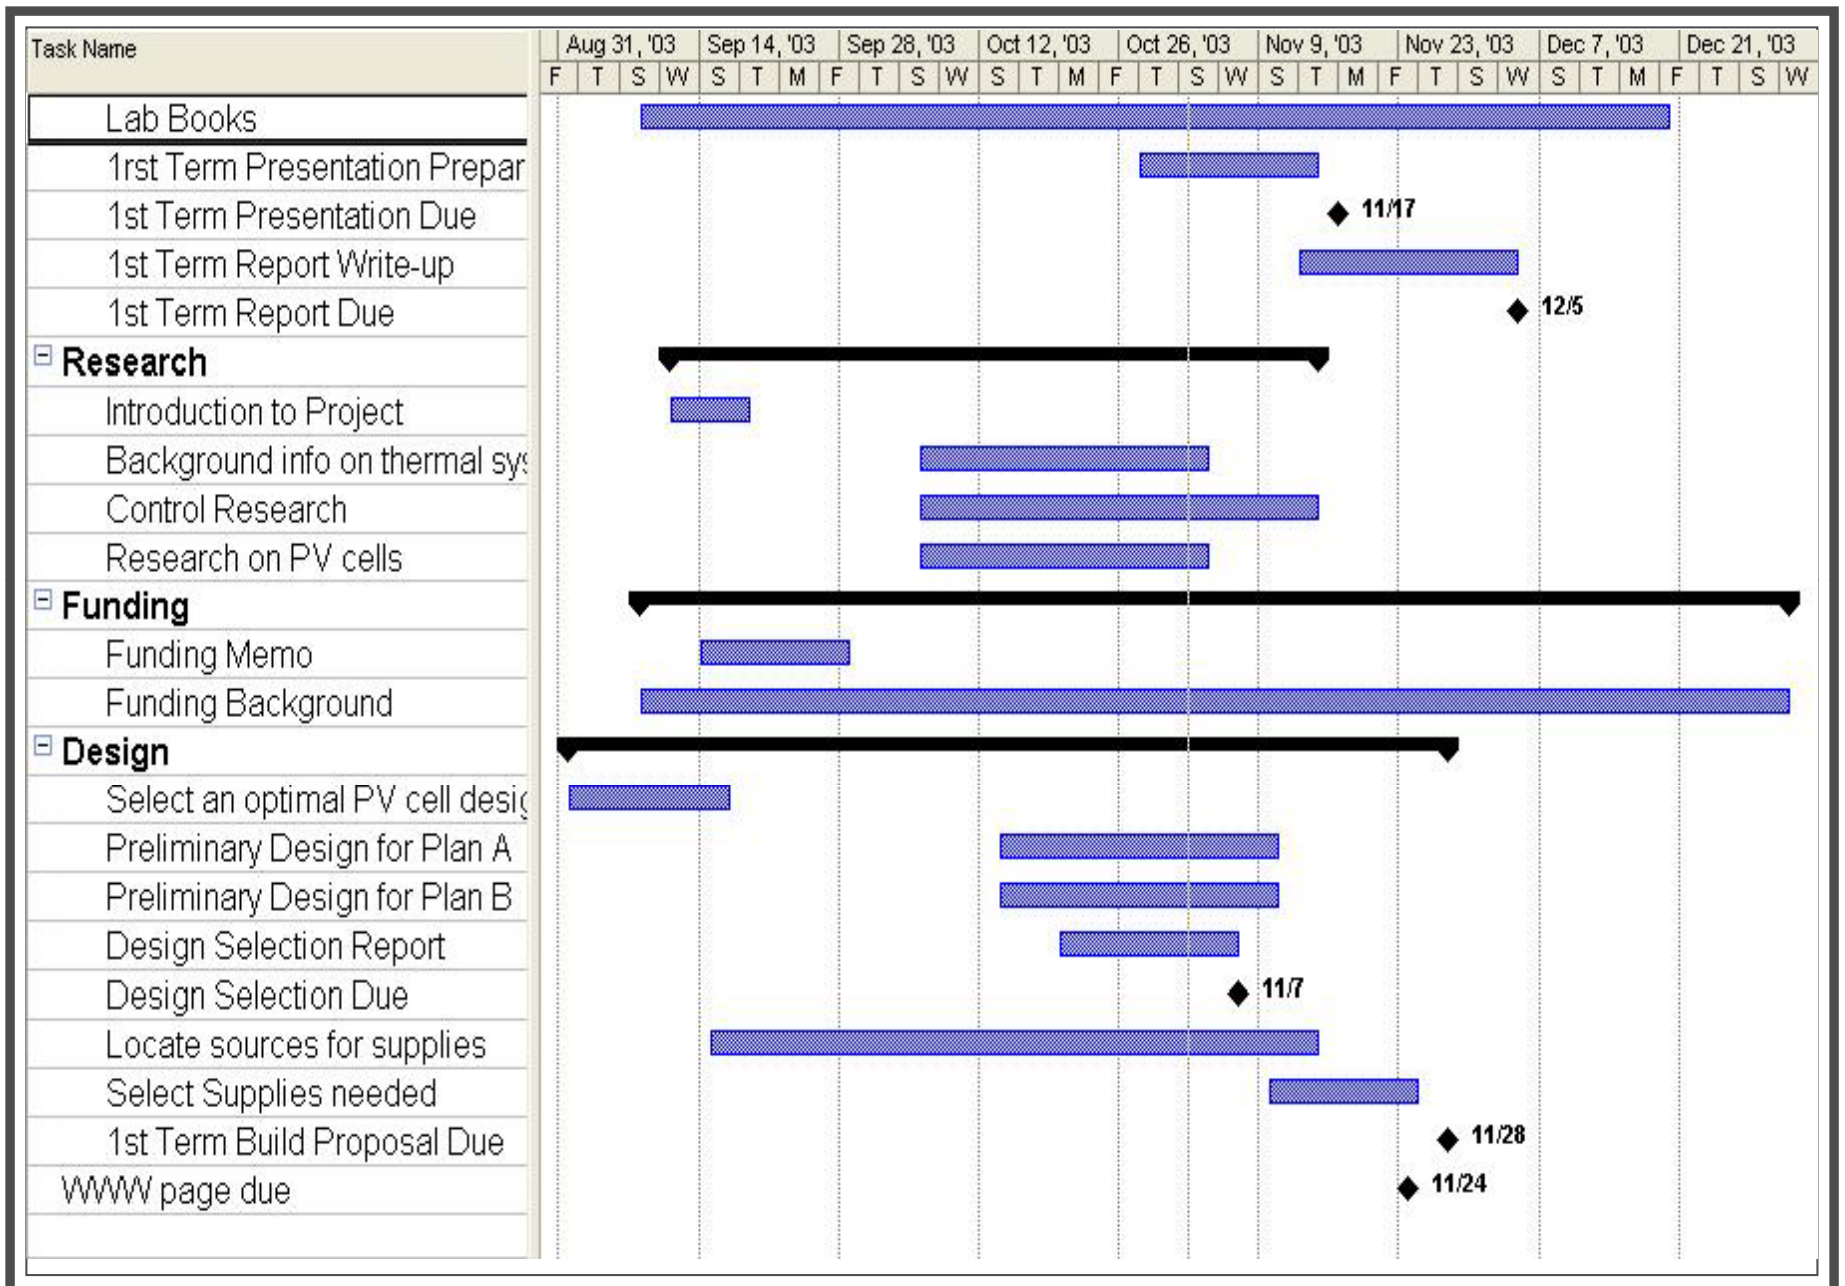 Task Name
Aug 31, '03 Sep 14, '03 Sep 28, '03 Oct 12, '03 Oct 26, '03 Nov 9, '03 Nov 23, '03 Dec 7, '03 Dec 21, '03
F T S W S T M F T S W S T M F T S W S T M F T S W S T M F T S W
Lab Books
1rst Term Presentation Prepar
1st Term Presentation Due 11/17
1st Term Report Write-up
1st Term Report Due 12/5
Research
Introduction to Project
Background info on thermal sys
Control Research
Research on PV cells
Funding
Funding Memo
Funding Background
Design
Select an optimal PV cell desig
Preliminary Design for Plan A
Preliminary Design for Plan B
Design Selection Report
Design Selection Due 11/7
Locate sources for supplies
Select Supplies needed
1st Term Build Proposal Due 11/28
WWW page due 11/24